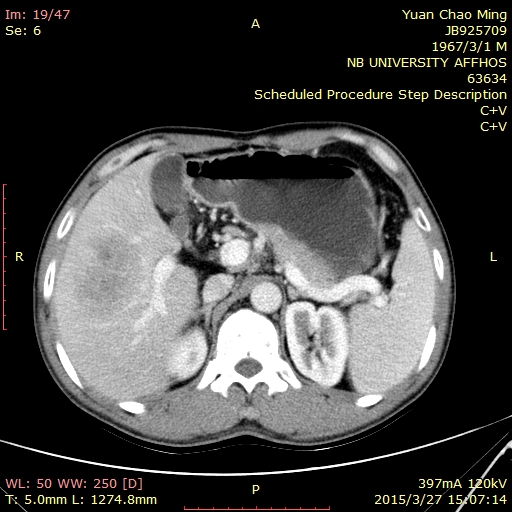 Im: 19/47
Se: 6
A
Yuan Chao Ming
JB925709
1967/3/1 M
NB UNIVERSITY AFFHOS
63634
Scheduled Procedure Step Description
C+V
C+V
R
L
WL: 50 WW: 250 [D]
T: 5.0mm L: 1274.8mm
P
397mA 120kV
2015/3/27 15:07:14